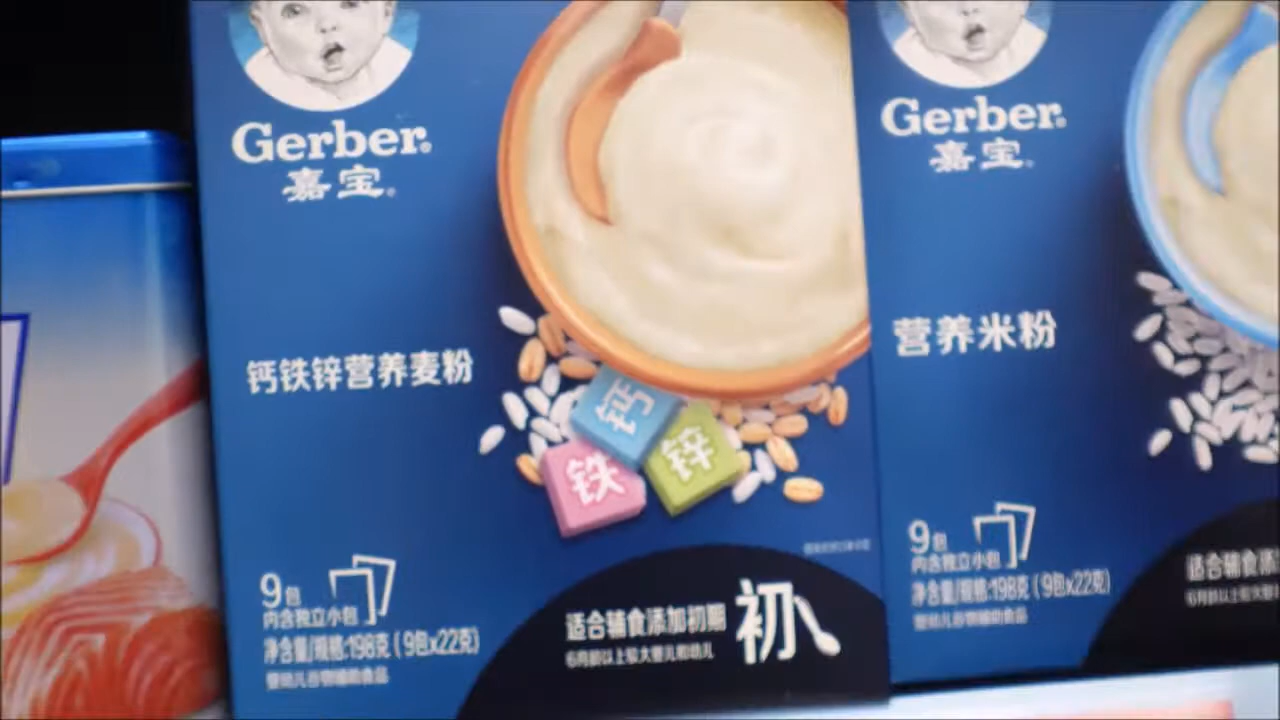 Gerber
嘉宝
钙铁锌营养麦粉
钙
铁
锌
9包
内含独立小包
净含量/规格:198克(9包x22克)
婴幼儿谷物辅助食品
适合辅食添加初期
6月龄以上较大婴儿和幼儿
初
Gerber
嘉宝
营养米粉
9包
内含独立小包
净含量/规格:198克(9包x22克)
婴幼儿谷物辅助食品
适合辅食添